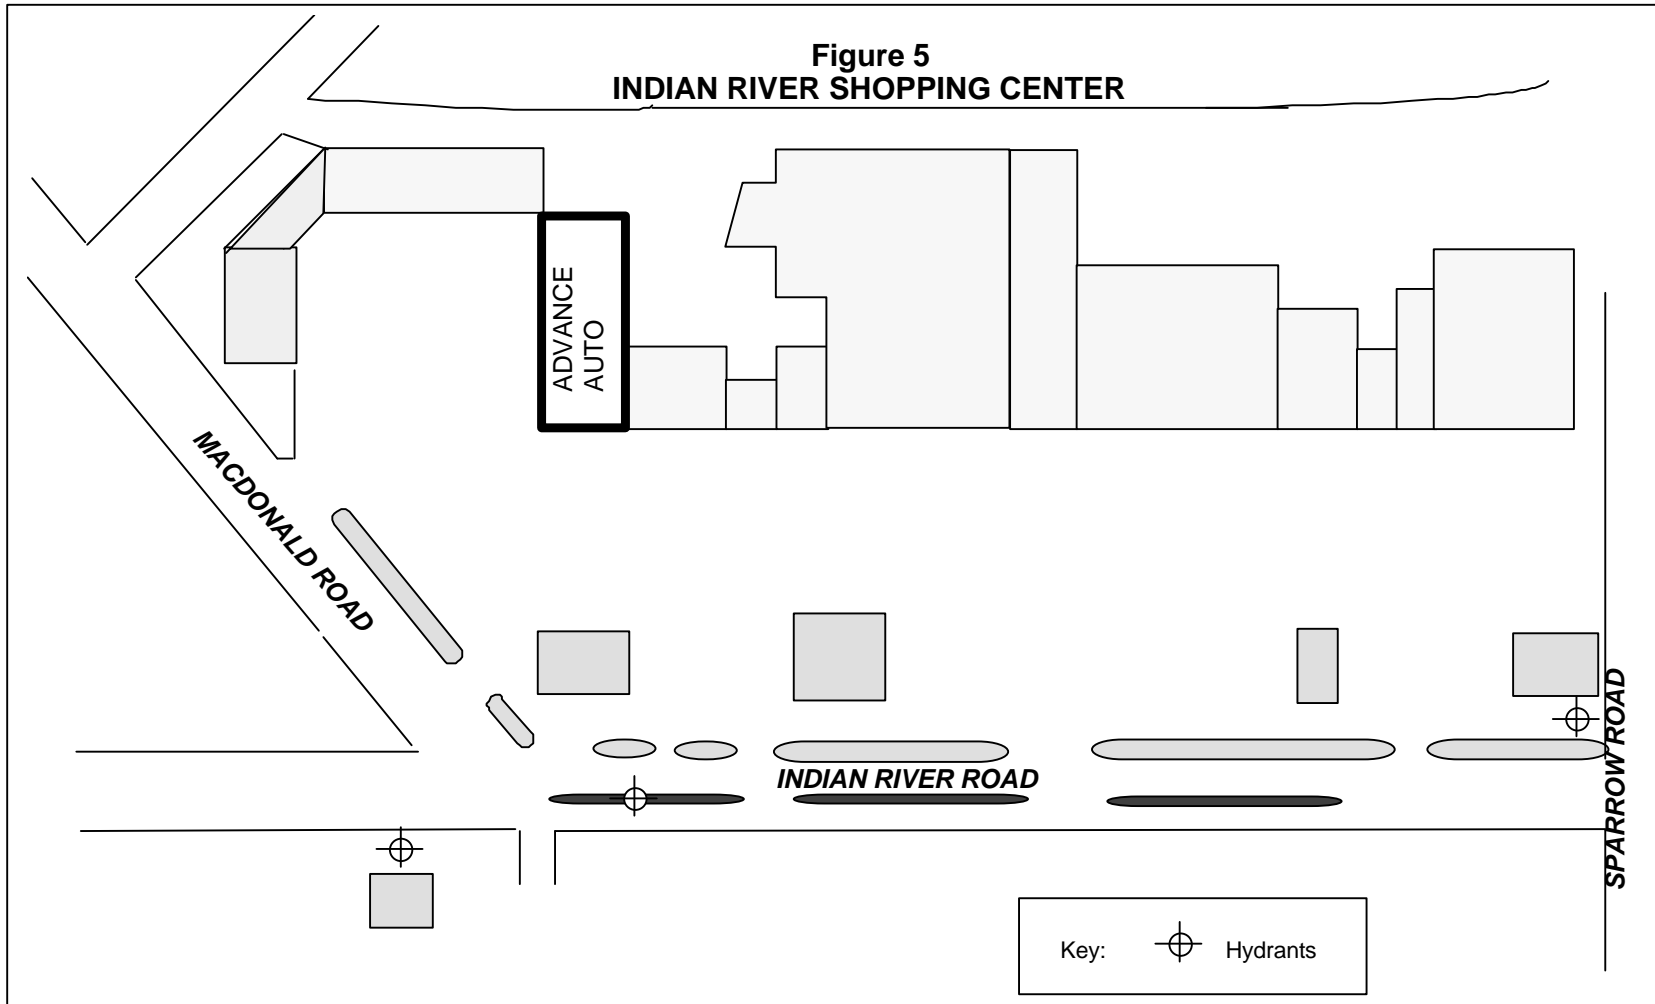 Figure 5
INDIAN RIVER SHOPPING CENTER
ADVANCE
AUTO
MACDONALD ROAD
INDIAN RIVER ROAD
SPARROW ROAD
Key: Hydrants